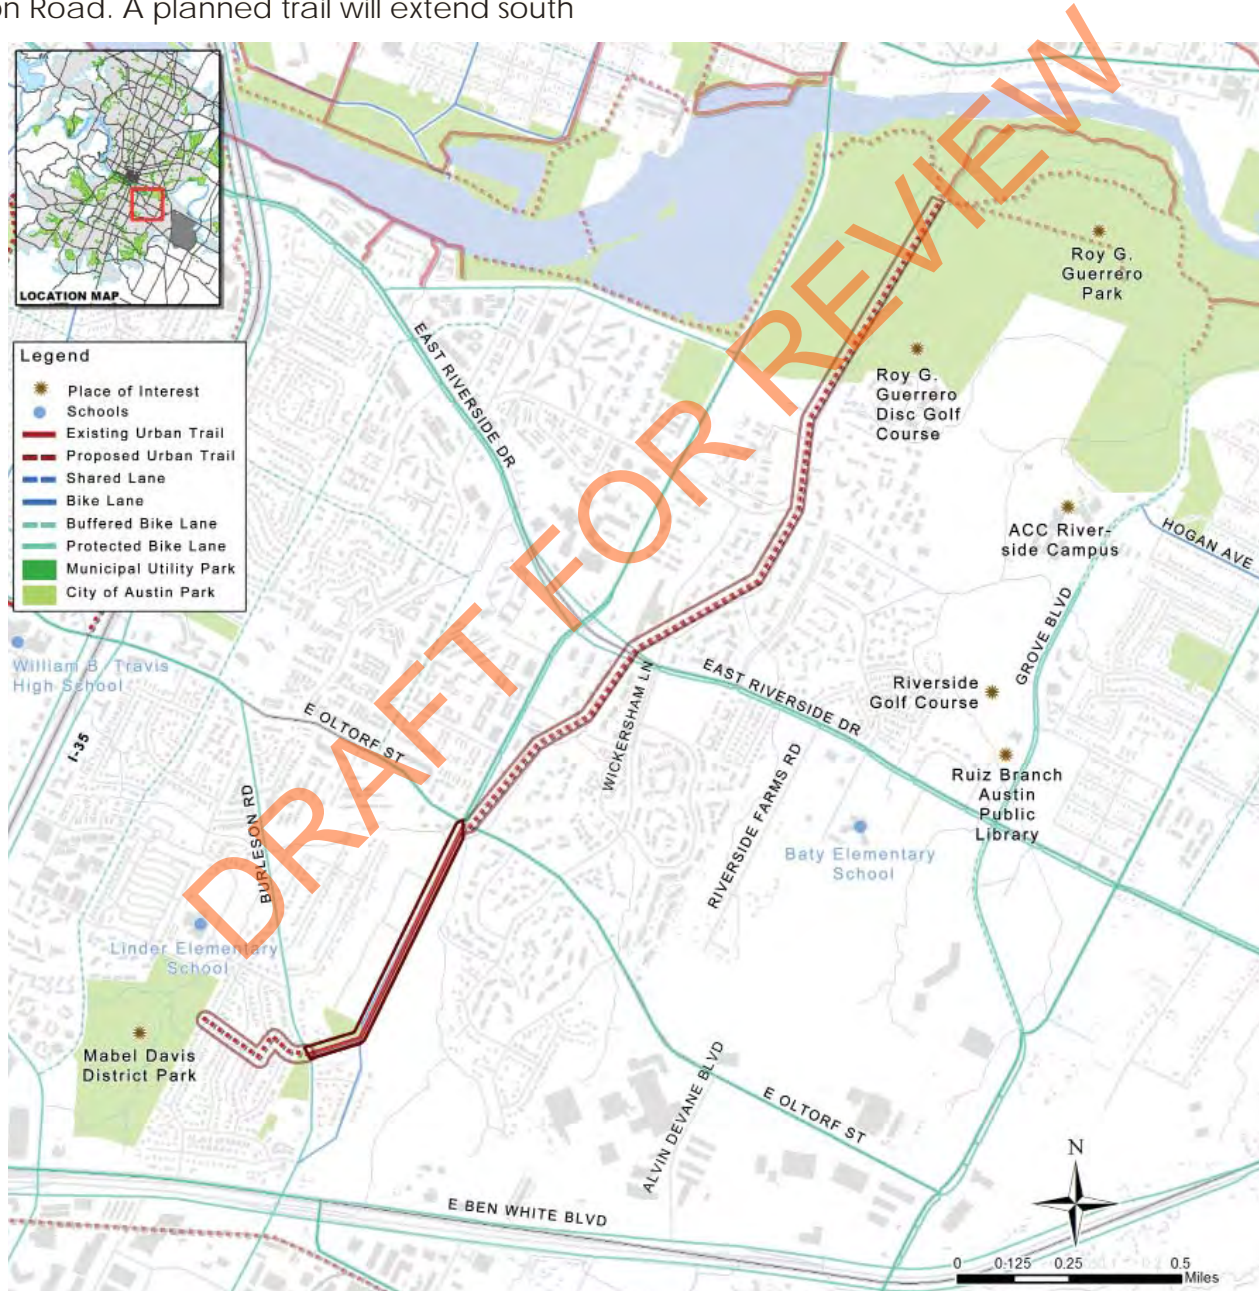 on Road. A planned trail will extend south
LOCATION MAP
Legend
Place of Interest
Schools
Existing Urban Trail
Proposed Urban Trail
Shared Lane
Bike Lane
Buffered Bike Lane
Protected Bike Lane
Municipal Utility Park
City of Austin Park
DRAFT FOR REVIEW
Roy G.
Guerrero
Park
EAST RIVERSIDE DR
Roy G.
Guerrero
Disc Golf
Course
ACC River-
side Campus
HOGAN AVE
GROVE BLVD
William B. Travis
High School
I-35
E OLTORF ST
WICKERSHAM LN
EAST RIVERSIDE DR
Riverside
Golf Course
RIVERSIDE FARMS RD
Ruiz Branch
Austin
Public
Library
BURLESON RD
Baty Elementary
School
Linder Elementary
School
Mabel Davis
District Park
ALVIN DEVANE BLVD
E OLTORF ST
E BEN WHITE BLVD
N
0 0.125 0.25 0.5
Miles